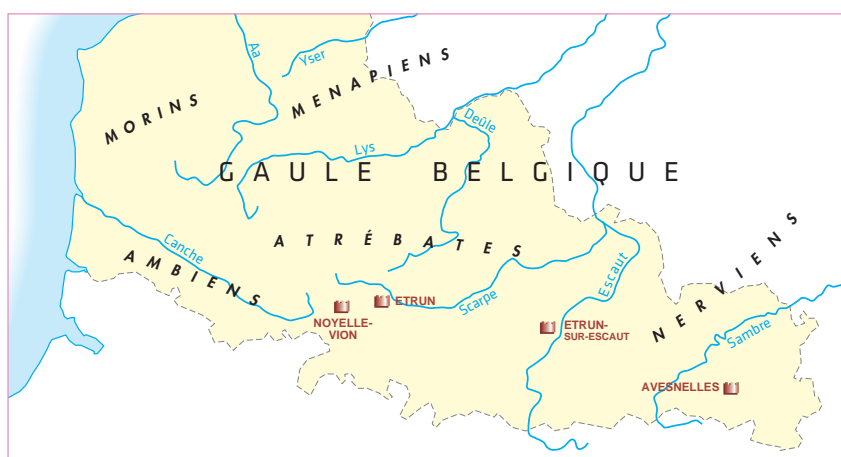 Aa
Yser
MENAPIENS
MORINS
Deûle
Lys
GAULE BELGIQUE
ATRÉBATES
Canche
AMBIENS
NERVIENS
Escaut
Scarpe
ETRUN
NOYELLE-
VION
ETRUN-
SUR-ESCAUT
Sambre
AVESNELLES